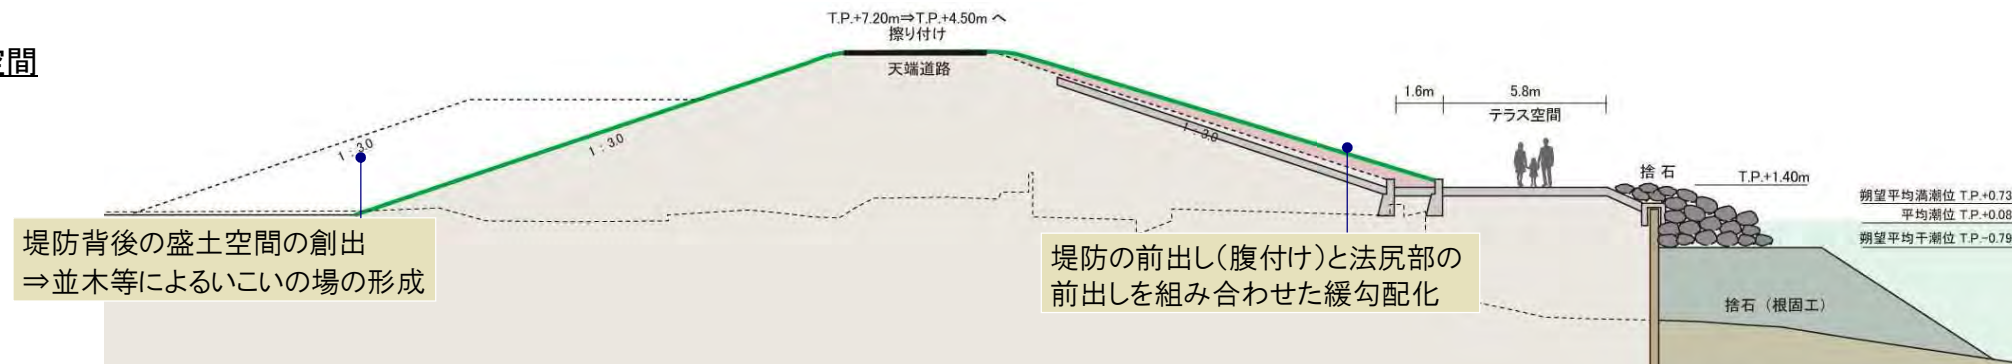 空間
T.P.+7.20m⇒T.P.+4.50m へ
擦り付け
天端道路
1.6m
5.8m
テラス空間
1 : 3.0
1 : 3.0
1 : 3.0
捨 石
T.P.+1.40m
朔望平均満潮位 T.P.+0.73
平均潮位 T.P.+0.08
朔望平均干潮位 T.P.-0.79
堤防背後の盛土空間の創出
⇒並木等によるいこいの場の形成
堤防の前出し(腹付け)と法尻部の
前出しを組み合わせた緩勾配化
捨石（根固工）